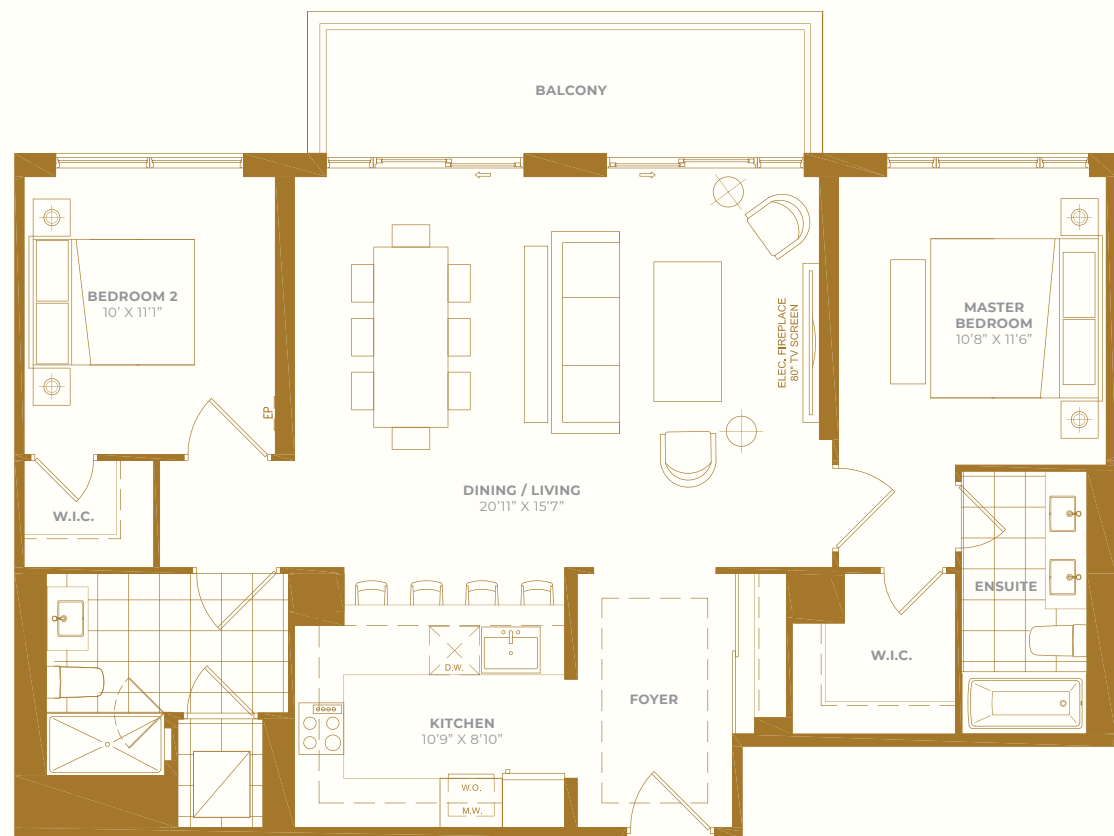 BALCONY
BEDROOM 2
10' X 11'1”
EP
W.I.C.
DINING / LIVING
20'11” X 15'7”
ELEC. FIREPLACE
80" TV SCREEN
MASTER
BEDROOM
10'8” X 11'6”
ENSUITE
W.I.C.
FOYER
D.W.
KITCHEN
10'9” X 8'10”
W.O.
M.W.